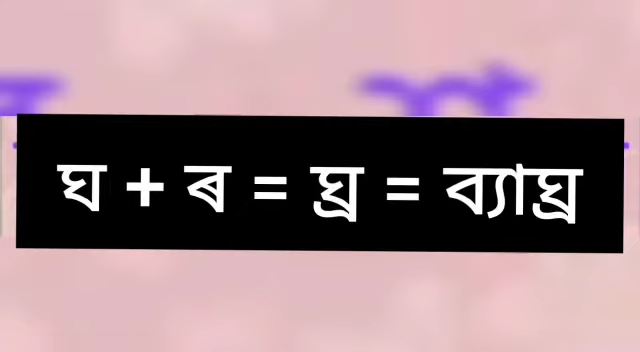 ঘ + ৰ = ঘ্ৰ = ব্যাঘ্ৰ